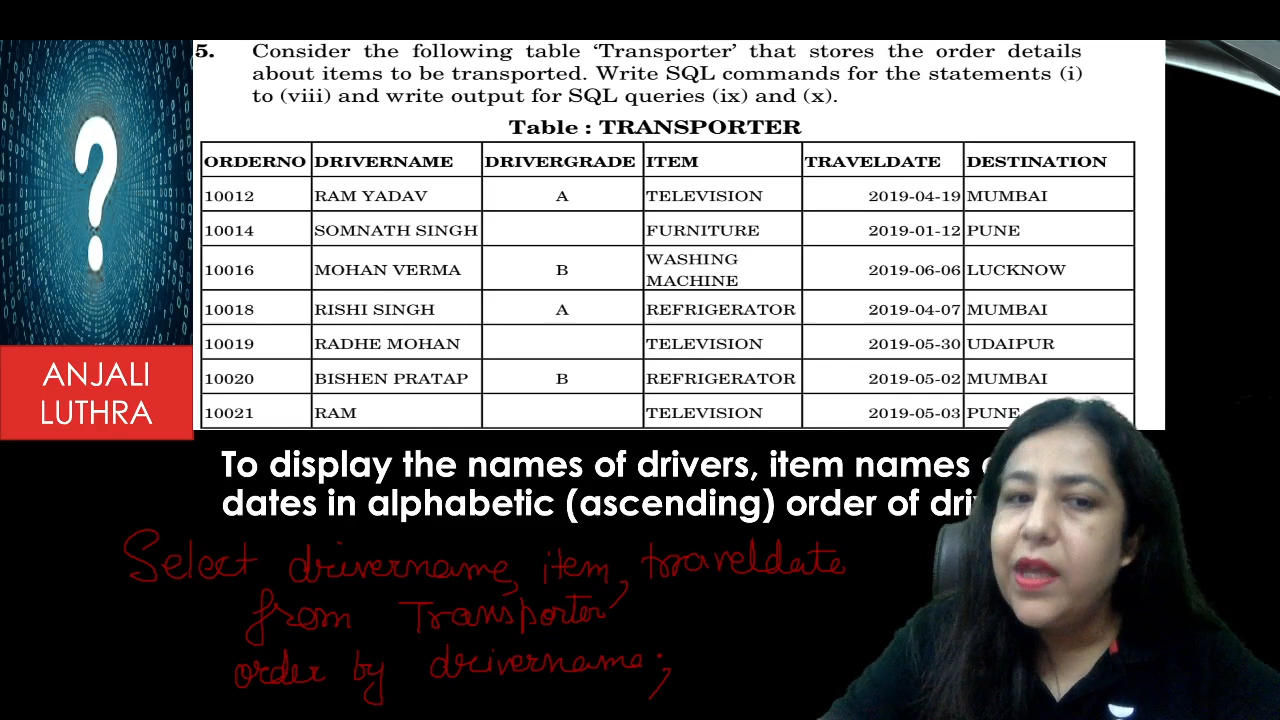 5. Consider the following table ‘Transporter’ that stores the order details
about items to be transported. Write SQL commands for the statements (i)
to (viii) and write output for SQL queries (ix) and (x).
Table : TRANSPORTER
ORDERNO DRIVERNAME DRIVERGRADE ITEM TRAVELDATE DESTINATION
10012 RAM YADAV A TELEVISION 2019-04-19 MUMBAI
10014 SOMNATH SINGH FURNITURE 2019-01-12 PUNE
10016 MOHAN VERMA B WASHING MACHINE 2019-06-06 LUCKNOW
10018 RISHI SINGH A REFRIGERATOR 2019-04-07 MUMBAI
10019 RADHE MOHAN TELEVISION 2019-05-30 UDAIPUR
10020 BISHEN PRATAP B REFRIGERATOR 2019-05-02 MUMBAI
10021 RAM TELEVISION 2019-05-03 PUNE
ANJALI
LUTHRA
To display the names of drivers, item names
dates in alphabetic (ascending) order of
Select drivername, item, traveldate
from Transporter
order by drivername;